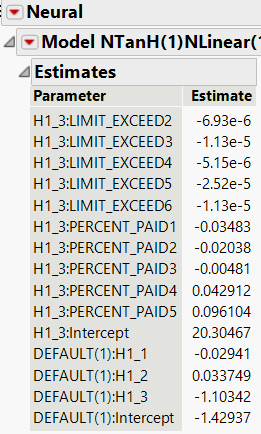 Neural
Model NTanH(1)NLinear(
Estimates
Parameter Estimate
H1_3:LIMIT_EXCEED2 -6.93e-6
H1_3:LIMIT_EXCEED3 -1.13e-5
H1_3:LIMIT_EXCEED4 -5.15e-6
H1_3:LIMIT_EXCEED5 -2.52e-5
H1_3:LIMIT_EXCEED6 -1.13e-5
H1_3:PERCENT_PAID1 -0.03483
H1_3:PERCENT_PAID2 -0.02038
H1_3:PERCENT_PAID3 -0.00481
H1_3:PERCENT_PAID4 0.042912
H1_3:PERCENT_PAID5 0.096104
H1_3:Intercept 20.30467
DEFAULT(1):H1_1 -0.02941
DEFAULT(1):H1_2 0.033749
DEFAULT(1):H1_3 -1.10342
DEFAULT(1):Intercept -1.42937